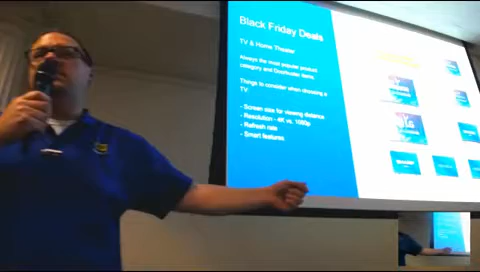 Black Friday Deals
TV & Home Theater
Always the most popular product
category and Doorbuster items.
Things to consider when choosing a
TV:
- Screen size for viewing distance
- Resolution - 4K vs. 1080p
- Refresh rate
- Smart features